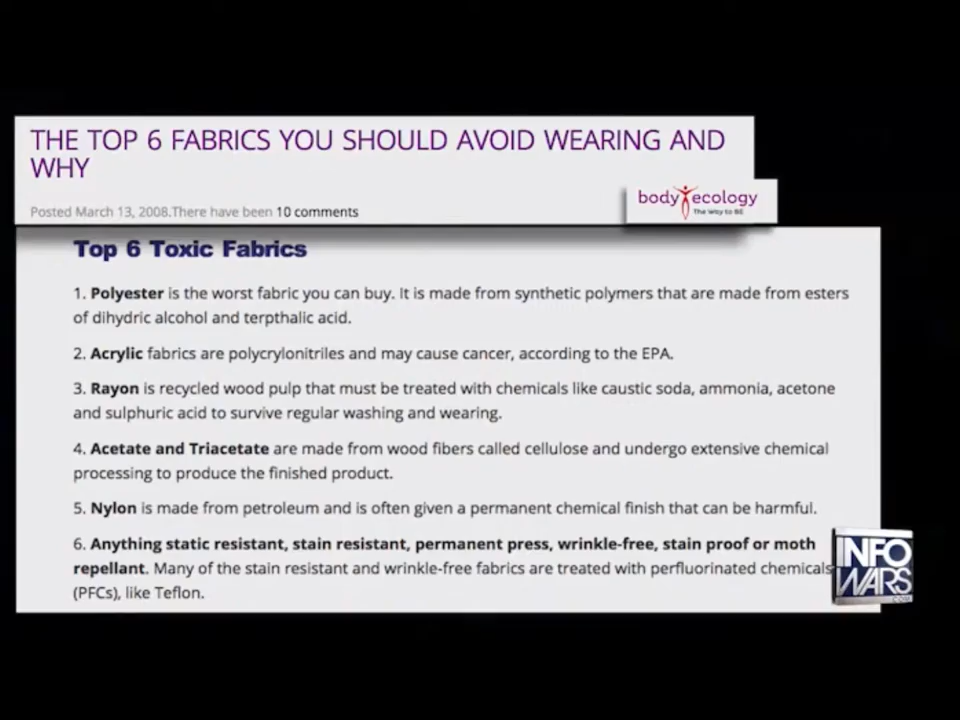 THE TOP 6 FABRICS YOU SHOULD AVOID WEARING AND
WHY
Posted March 13, 2008.There have been 10 comments
body ecology
The Way to BE
Top 6 Toxic Fabrics
1. Polyester is the worst fabric you can buy. It is made from synthetic polymers that are made from esters
of dihydric alcohol and terpthalic acid.
2. Acrylic fabrics are polycrylonitriles and may cause cancer, according to the EPA.
3. Rayon is recycled wood pulp that must be treated with chemicals like caustic soda, ammonia, acetone
and sulphuric acid to survive regular washing and wearing.
4. Acetate and Triacetate are made from wood fibers called cellulose and undergo extensive chemical
processing to produce the finished product.
5. Nylon is made from petroleum and is often given a permanent chemical finish that can be harmful.
6. Anything static resistant, stain resistant, permanent press, wrinkle-free, stain proof or moth
repellant. Many of the stain resistant and wrinkle-free fabrics are treated with perfluorinated chemicals
(PFCs), like Teflon.
INFO
WARS
.COM